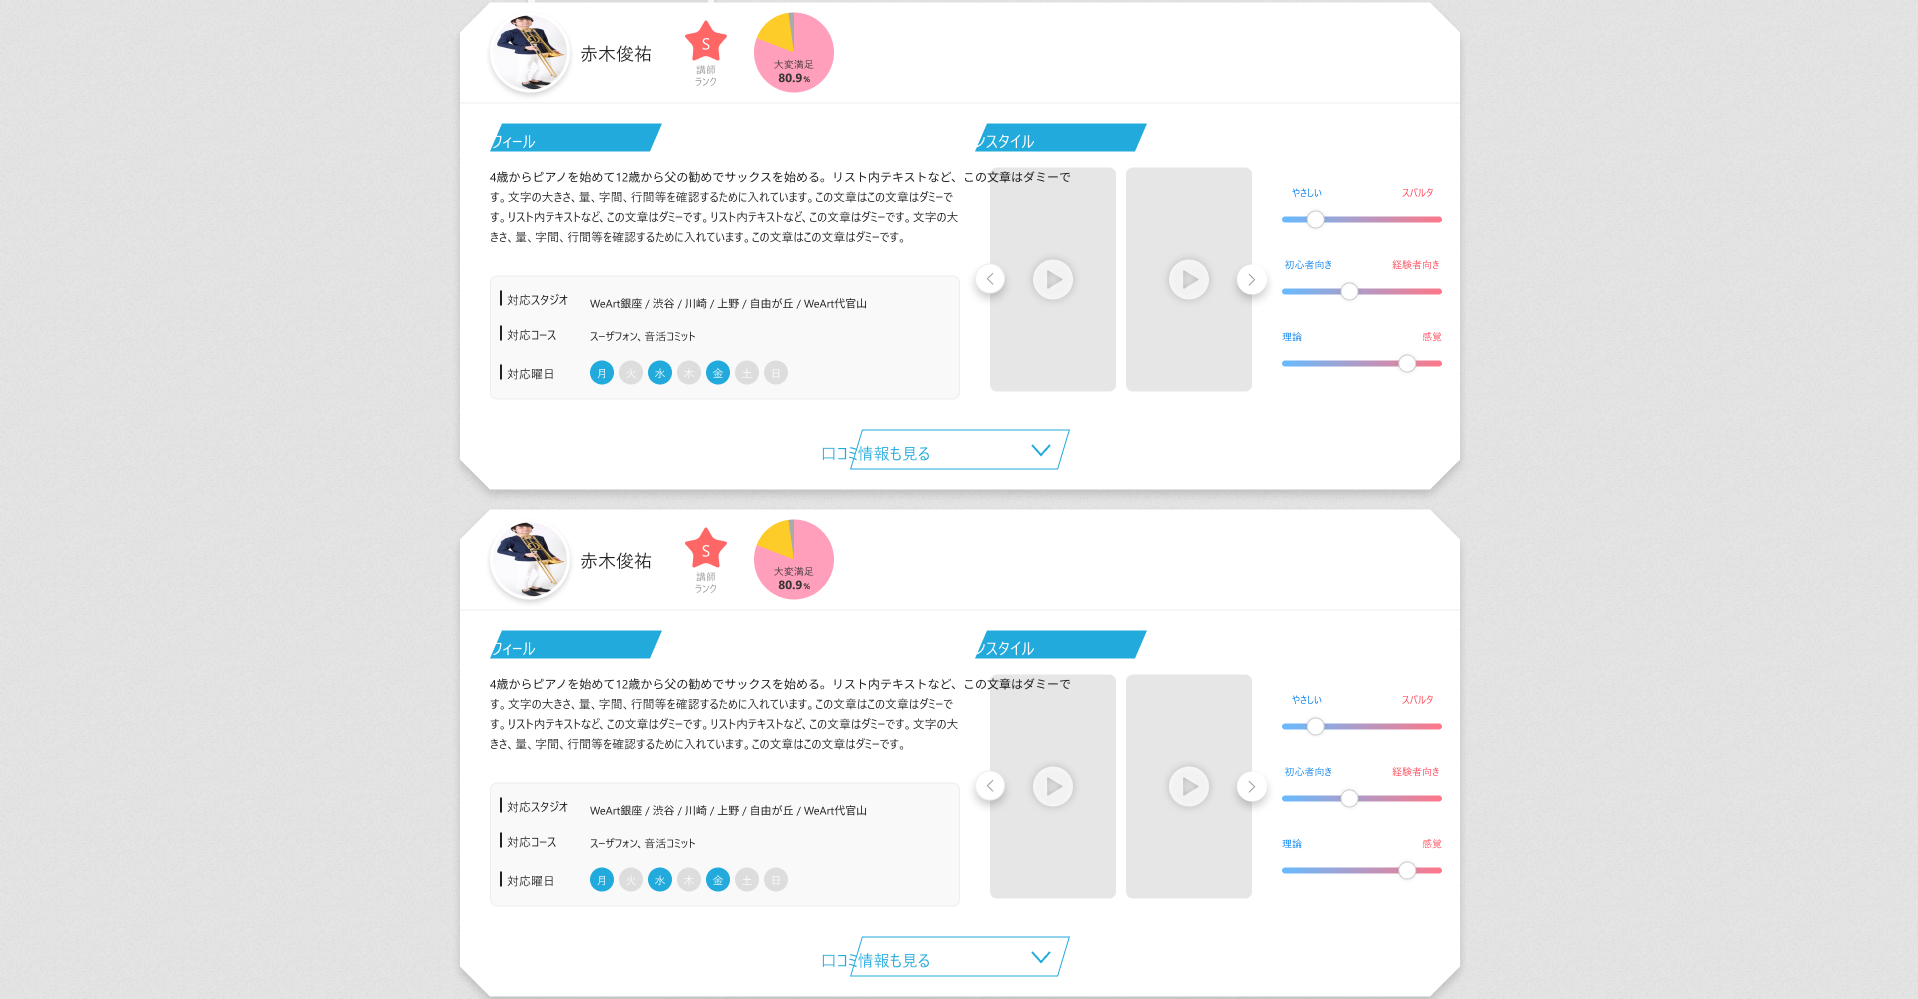 赤木俊祐
S
講師
ランク
大変満足
80.9%
フィール
4歳からピアノを始めて12歳から父の勧めでサックスを始める。リスト内テキストなど、この文章はダミーで
す。文字の大きさ、量、字間、行間等を確認するために入れています。この文章はこの文章はダミーで
す。リスト内テキストなど、この文章はダミーです。リスト内テキストなど、この文章はダミーです。文字の大
きさ、量、字間、行間等を確認するために入れています。この文章はこの文章はダミーです。
対応スタジオ WeArt銀座 / 渋谷 / 川崎 / 上野 / 自由が丘 / WeArt代官山
対応コース スーザフォン、音活コミット
対応曜日 月 火 水 木 金 土 日
スタイル
やさしい スパルタ
初心者向き 経験者向き
理論 感覚
口コミ情報も見る
赤木俊祐
S
講師
ランク
大変満足
80.9%
フィール
4歳からピアノを始めて12歳から父の勧めでサックスを始める。リスト内テキストなど、この文章はダミーで
す。文字の大きさ、量、字間、行間等を確認するために入れています。この文章はこの文章はダミーで
す。リスト内テキストなど、この文章はダミーです。リスト内テキストなど、この文章はダミーです。文字の大
きさ、量、字間、行間等を確認するために入れています。この文章はこの文章はダミーです。
対応スタジオ WeArt銀座 / 渋谷 / 川崎 / 上野 / 自由が丘 / WeArt代官山
対応コース スーザフォン、音活コミット
対応曜日 月 火 水 木 金 土 日
スタイル
やさしい スパルタ
初心者向き 経験者向き
理論 感覚
口コミ情報も見る